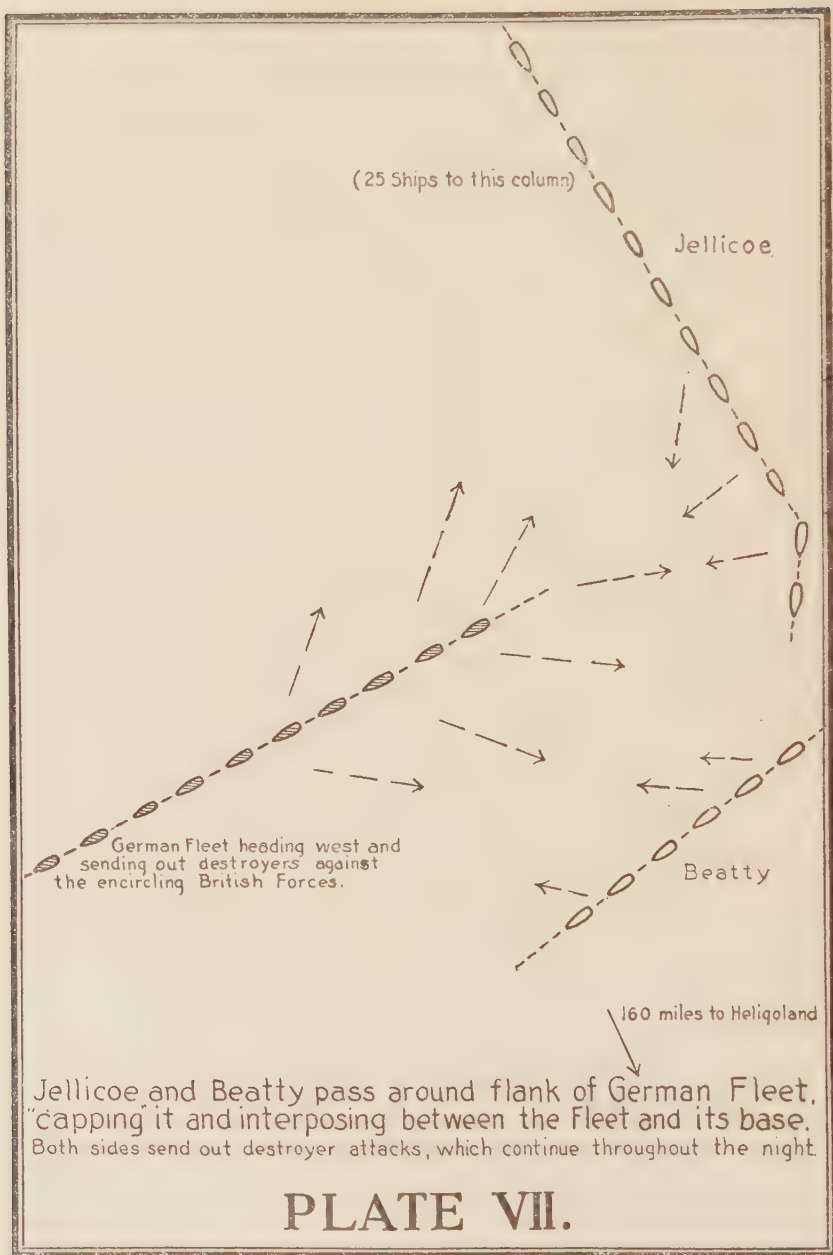 (25 Ships to this column)
Jellicoe.
German Fleet heading west and
sending out destroyers against
the encircling British Forces.
Beatty
160 miles to Heligoland
Jellicoe and Beatty pass around flank of German Fleet,
"capping" it and interposing between the Fleet and its base.
Both sides send out destroyer attacks, which continue throughout the night.
PLATE VII.